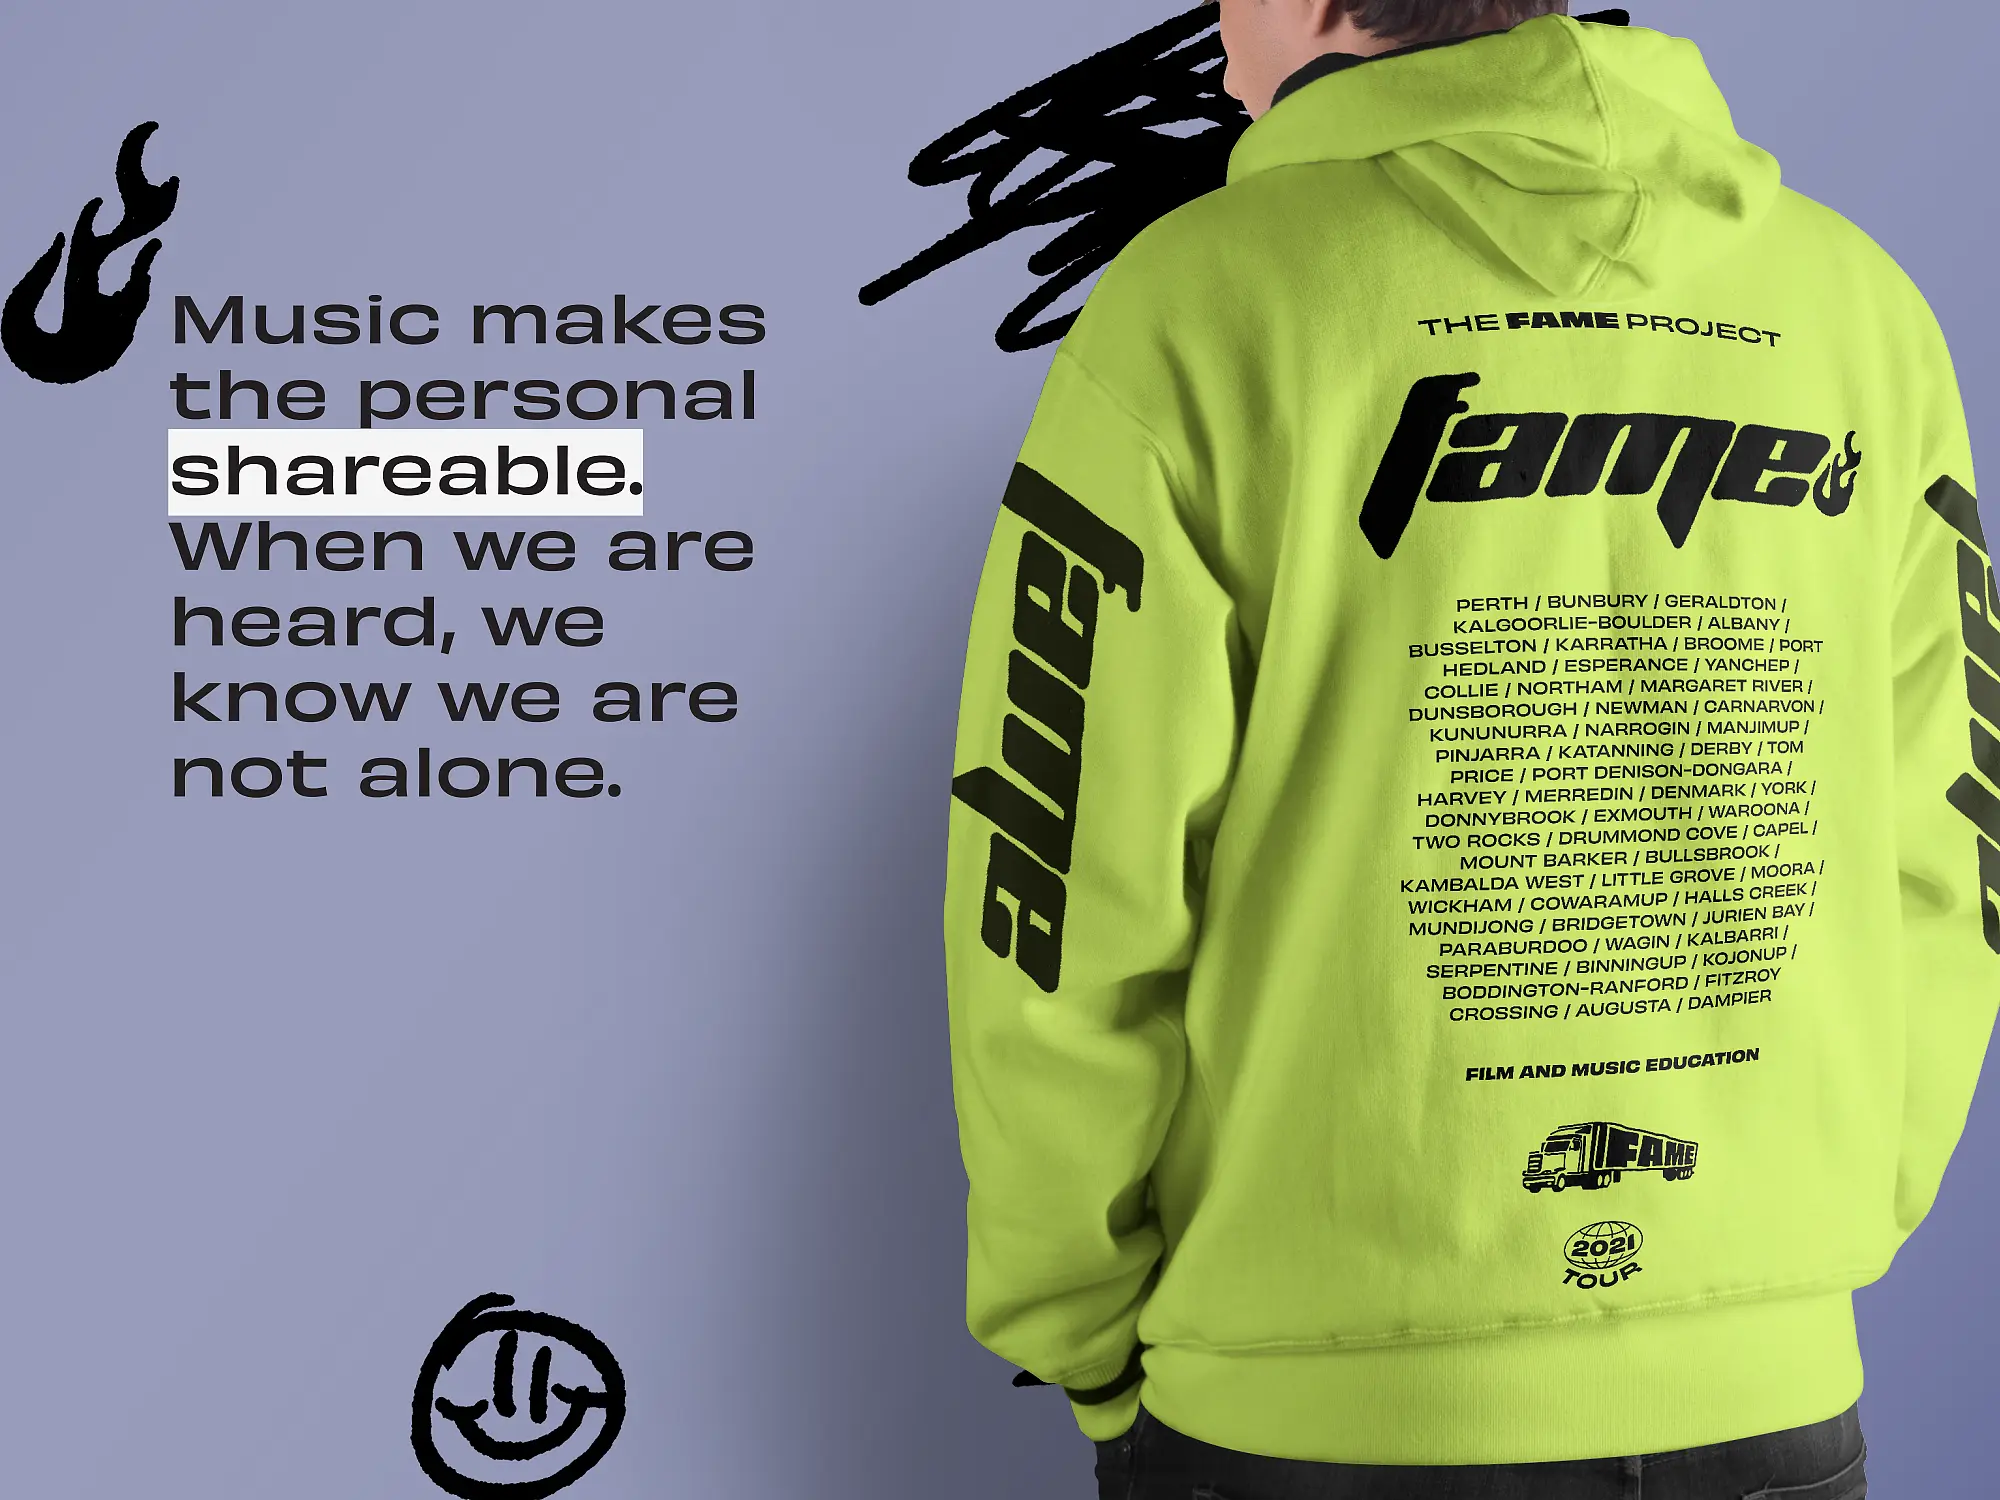 Music makes
the personal
shareable.
When we are
heard, we
know we are
not alone.
THE FAME PROJECT
fame
fame
fame
PERTH / BUNBURY / GERALDTON /
KALGOORLIE-BOULDER / ALBANY /
BUSSELTON / KARRATHA / BROOME / PORT
HEDLAND / ESPERANCE / YANCHEP /
COLLIE / NORTHAM / MARGARET RIVER /
DUNSBOROUGH / NEWMAN / CARNARVON /
KUNUNURRA / NARROGIN / MANJIMUP /
PINJARRA / KATANNING / DERBY / TOM
PRICE / PORT DENISON-DONGARA /
HARVEY / MERREDIN / DENMARK / YORK /
DONNYBROOK / EXMOUTH / WAROONA /
TWO ROCKS / DRUMMOND COVE / CAPEL /
MOUNT BARKER / BULLSBROOK /
KAMBALDA WEST / LITTLE GROVE / MOORA /
WICKHAM / COWARAMUP / HALLS CREEK /
MUNDIJONG / BRIDGETOWN / JURIEN BAY /
PARABURDOO / WAGIN / KALBARRI /
SERPENTINE / BINNINGUP / KOJONUP /
BODDINGTON-RANFORD / FITZROY
CROSSING / AUGUSTA / DAMPIER
FILM AND MUSIC EDUCATION
FAME
2021
TOUR